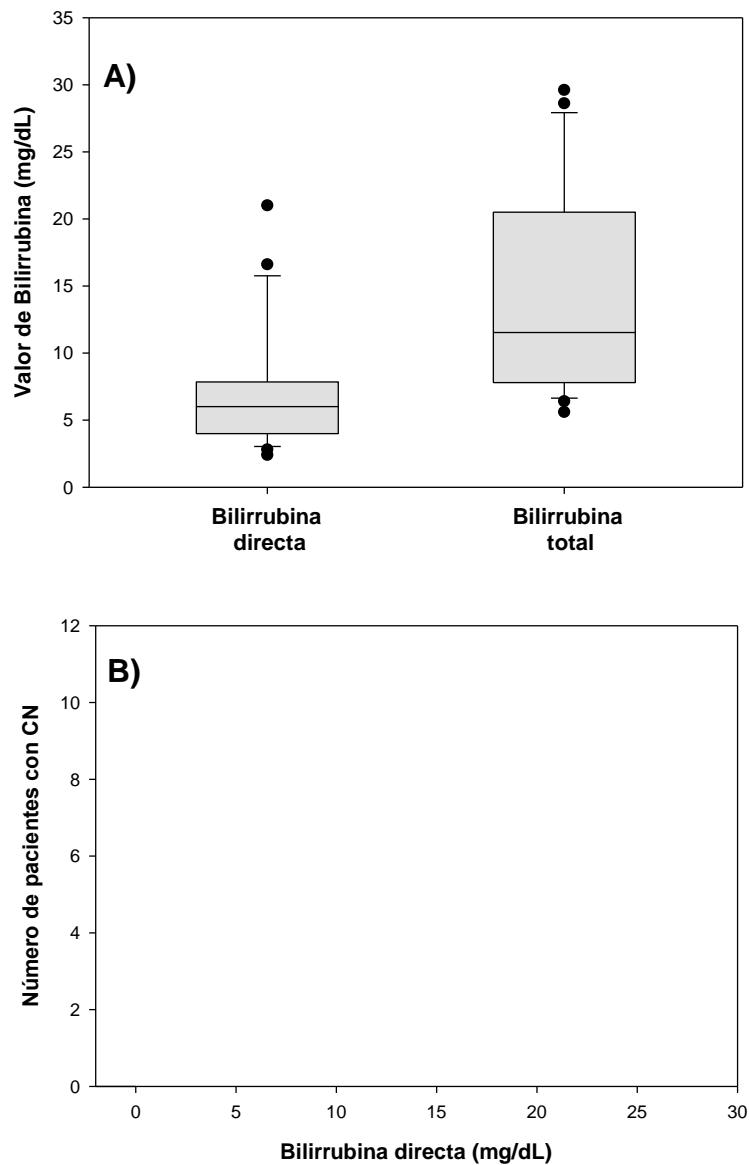 35
30
25
20
15
10
5
0
Valor de Bilirrubina (mg/dL)
A)
Bilirrubina
directa
Bilirrubina
total
12
10
8
6
4
2
0
Número de pacientes con CN
B)
0 5 10 15 20 25 30
Bilirrubina directa (mg/dL)